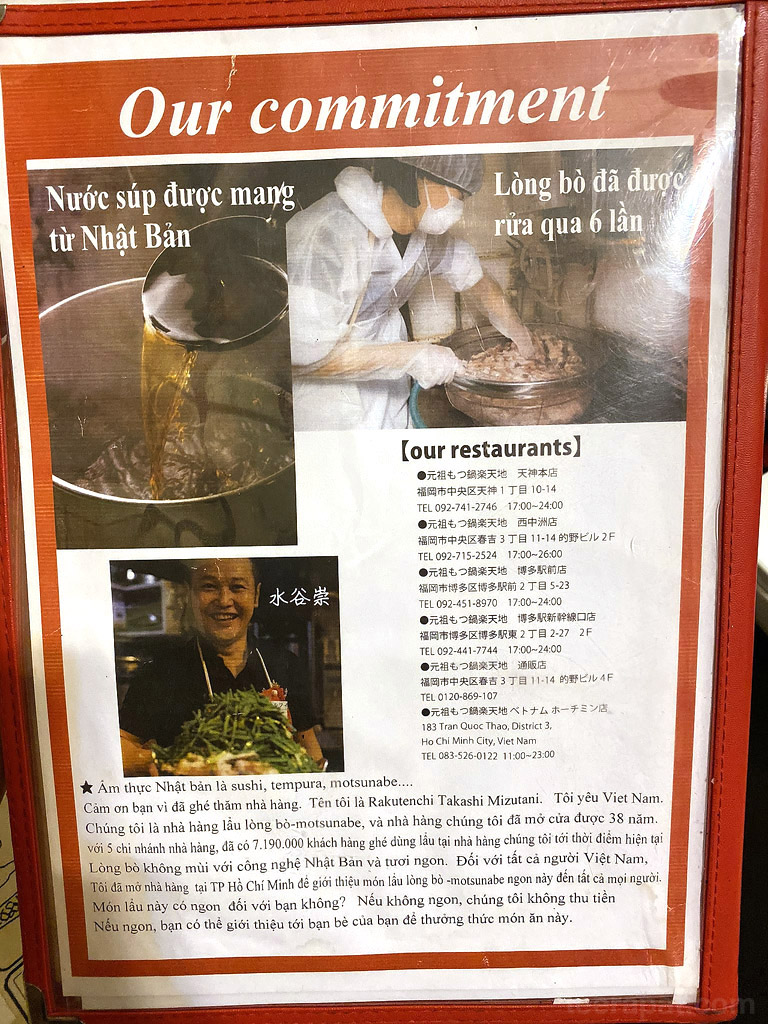 Our commitment
Nước súp được mang
từ Nhật Bản
Lòng bò đã được
rửa qua 6 lần
【our restaurants】
●元祖もつ鍋楽天地 天神本店
福岡市中央区天神1丁目10-14
TEL 092-741-2746 17:00~24:00
●元祖もつ鍋楽天地 西中洲店
福岡市中央区春吉3丁目11-14 的野ビル2F
TEL 092-715-2524 17:00~26:00
●元祖もつ鍋楽天地 博多駅前店
福岡市博多区博多駅前2丁目5-23
TEL 092-451-8970 17:00~24:00
●元祖もつ鍋楽天地 博多駅新幹線口店
福岡市博多区博多駅東2丁目2-27 2F
TEL 092-441-7744 17:00~24:00
●元祖もつ鍋楽天地 通販店
福岡市中央区春吉3丁目11-14 的野ビル4F
TEL 0120-869-107
●元祖もつ鍋楽天地 ベトナム ホーチミン店
183 Tran Quoc Thao, District 3,
Ho Chi Minh City, Viet Nam
TEL 083-526-0122 11:00~23:00
水谷崇
★ Âm thực Nhật bản là sushi, tempura, motsunabe....
Cảm ơn bạn vì đã ghé thăm nhà hàng. Tên tôi là Rakutenchi Takashi Mizutani. Tôi yêu Viet Nam.
Chúng tôi là nhà hàng lẩu lòng bò-motsunabe, và nhà hàng chúng tôi đã mở cửa được 38 năm.
với 5 chi nhánh nhà hàng, đã có 7.190.000 khách hàng ghé dùng lẩu tại nhà hàng chúng tôi tới thời điểm hiện tại
Lòng bò không mùi với công nghệ Nhật Bản và tươi ngon. Đối với tất cả người Việt Nam,
Tôi đã mở nhà hàng tại TP Hồ Chí Minh để giới thiệu món lẩu lòng bò -motsunabe ngon này đến tất cả mọi người.
Món lẩu này có ngon đối với bạn không? Nếu không ngon, chúng tôi không thu tiền
Nếu ngon, bạn có thể giới thiệu tới bạn bè của bạn để thưởng thức món ăn này.